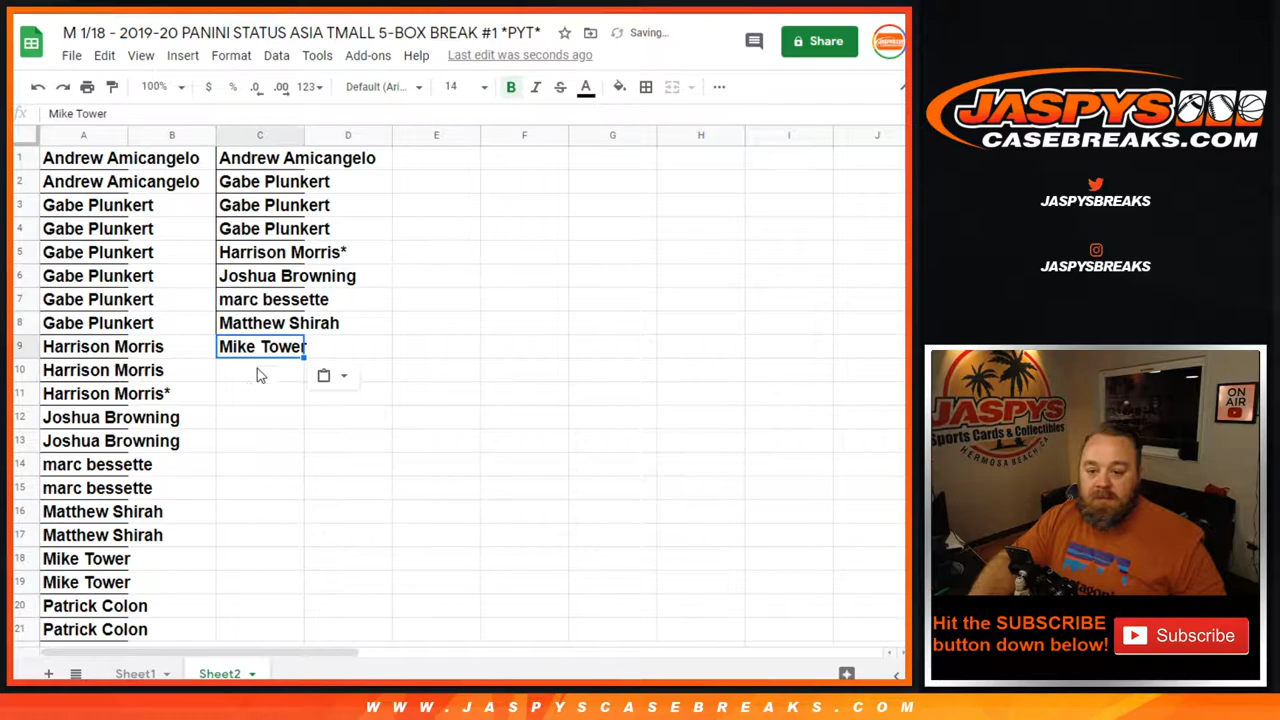 M 1/18 - 2019-20 PANINI STATUS ASIA TMALL 5-BOX BREAK #1 *PYT*
Saving...
Share
File Edit View Insert Format Data Tools Add-ons Help Last edit was seconds ago
100% $ % .0 .00 123 Default (Ari... 14 B I S A
fx Mike Tower
A B C D E F G H I J
1 Andrew Amicangelo Andrew Amicangelo
2 Andrew Amicangelo Gabe Plunkert
3 Gabe Plunkert Gabe Plunkert
4 Gabe Plunkert Gabe Plunkert
5 Gabe Plunkert Harrison Morris*
6 Gabe Plunkert Joshua Browning
7 Gabe Plunkert marc bessette
8 Gabe Plunkert Matthew Shirah
9 Harrison Morris Mike Tower
10 Harrison Morris
11 Harrison Morris*
12 Joshua Browning
13 Joshua Browning
14 marc bessette
15 marc bessette
16 Matthew Shirah
17 Matthew Shirah
18 Mike Tower
19 Mike Tower
20 Patrick Colon
21 Patrick Colon
Sheet1 Sheet2
JASPYS
CASEBREAKS.COM
JASPYSBREAKS
JASPYSBREAKS
JASPYS
Sports Cards & Collectibles
HERMOSA BEACH CA
ON AIR
Hit the SUBSCRIBE
button down below!
Subscribe
WWW.JASPYSCASEBREAKS.COM